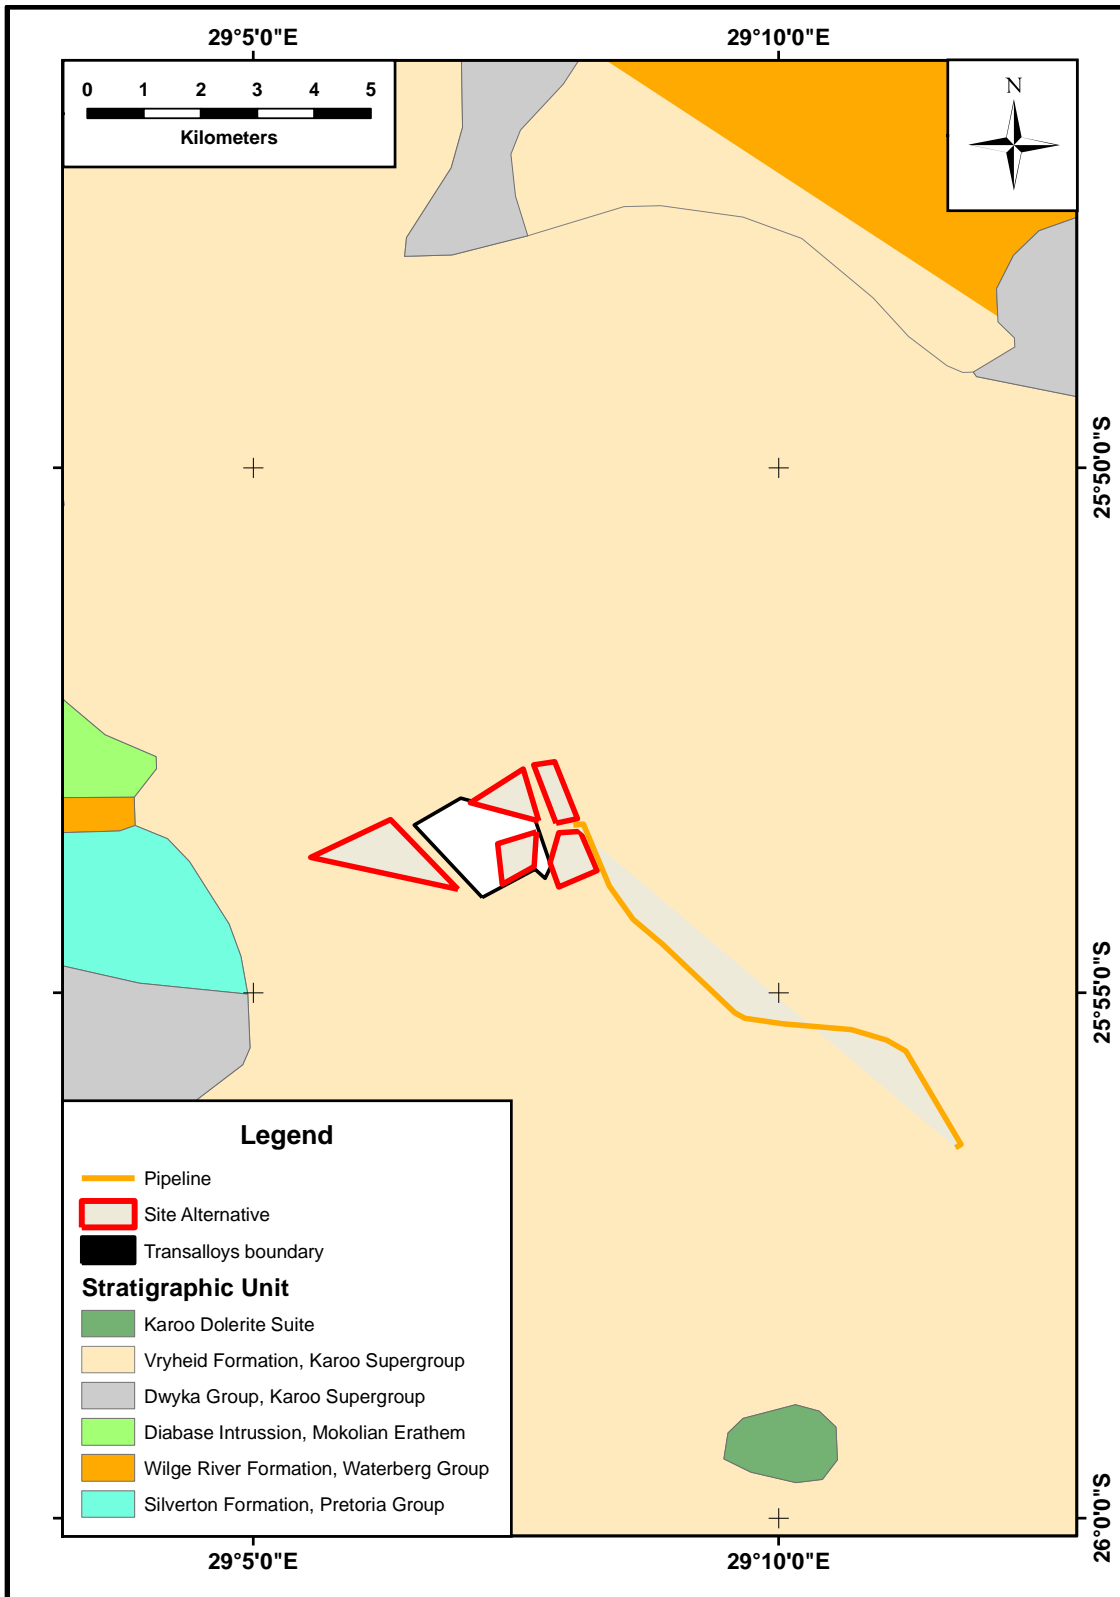 29°5'0"E
29°10'0"E
0 1 2 3 4 5
Kilometers
N
25°50'0"S
25°55'0"S
26°0'0"S
Legend
Pipeline
Site Alternative
Transalloys boundary
Stratigraphic Unit
Karoo Dolerite Suite
Vryheid Formation, Karoo Supergroup
Dwyka Group, Karoo Supergroup
Diabase Intrussion, Mokolian Erathem
Wilge River Formation, Waterberg Group
Silverton Formation, Pretoria Group
29°5'0"E
29°10'0"E